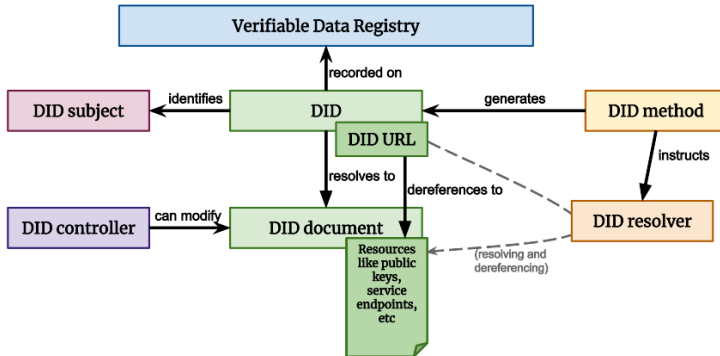 Verifiable Data Registry
recorded on
DID subject
identifies
DID
generates
DID method
DID URL
instructs
resolves to
dereferences to
DID controller
can modify
DID document
DID resolver
Resources
like public
keys,
service
endpoints,
etc
(resolving and
dereferencing)